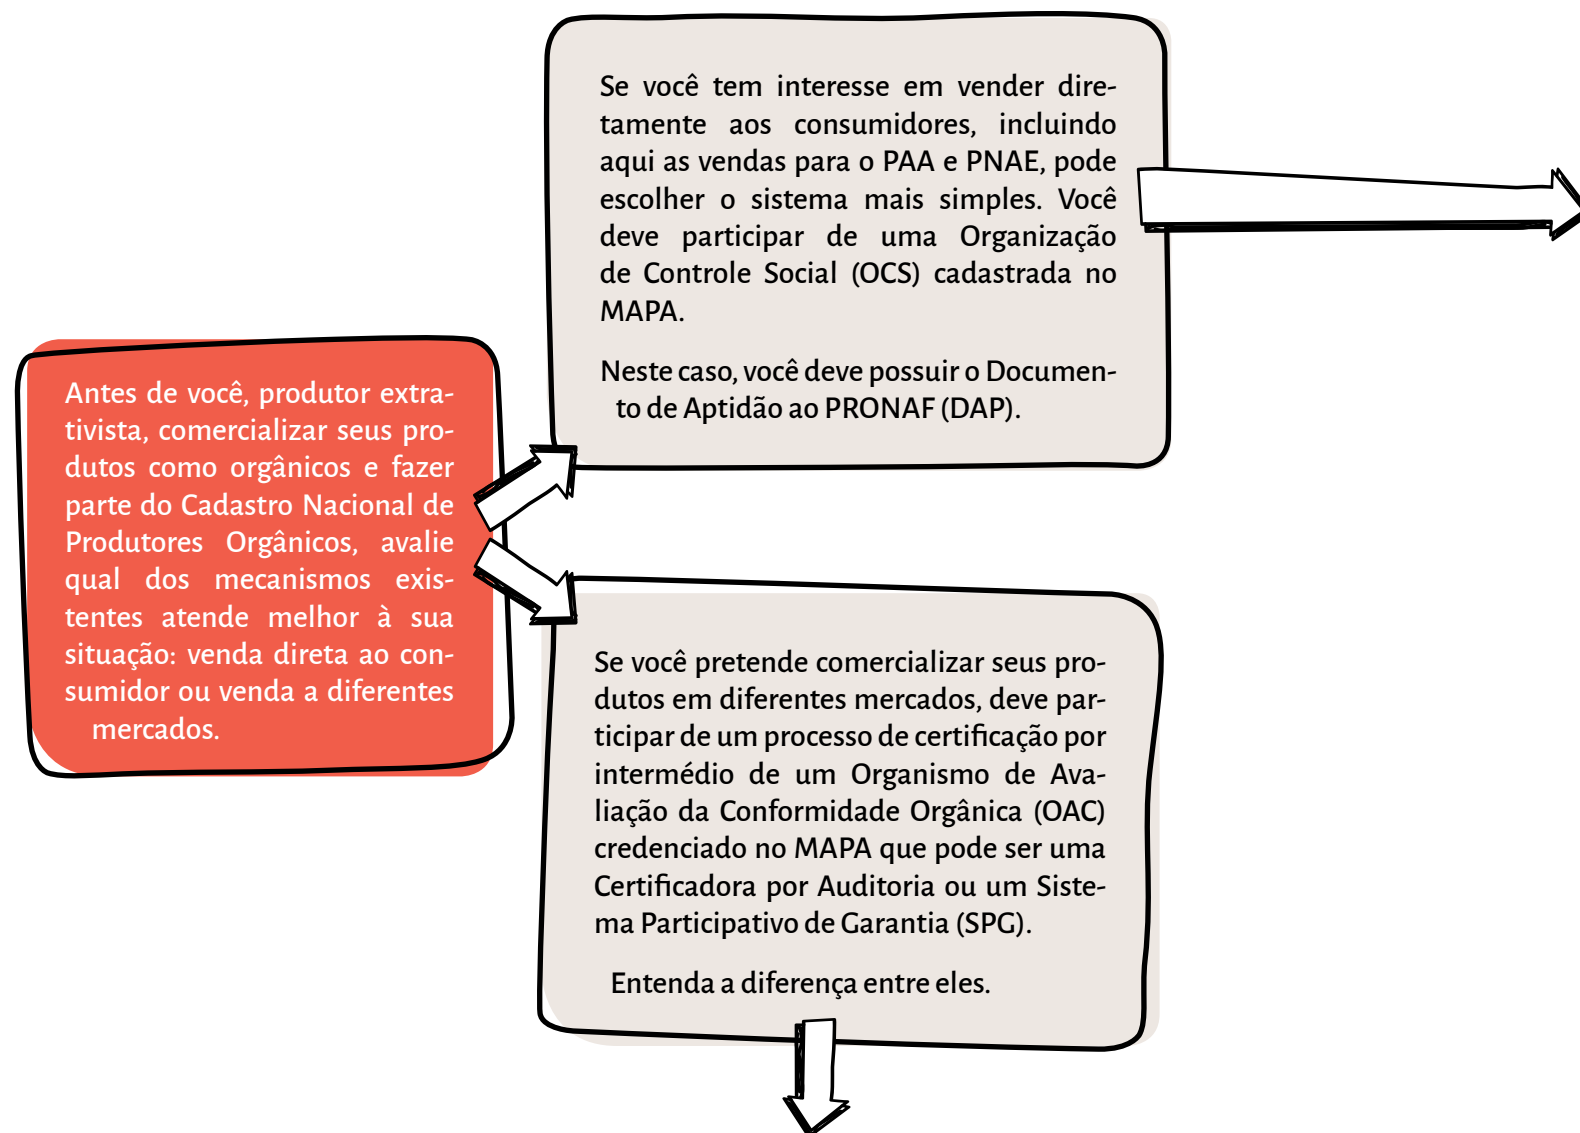 Antes de você, produtor extra-
tivista, comercializar seus pro-
dutos como orgânicos e fazer
parte do Cadastro Nacional de
Produtores Orgânicos, avalie
qual dos mecanismos exis-
tentes atende melhor à sua
situação: venda direta ao con-
sumidor ou venda a diferentes
mercados.
Se você tem interesse em vender dire-
tamente aos consumidores, incluindo
aqui as vendas para o PAA e PNAE, pode
escolher o sistema mais simples. Você
deve participar de uma Organização
de Controle Social (OCS) cadastrada no
MAPA.
Neste caso, você deve possuir o Documen-
to de Aptidão ao PRONAF (DAP).
Se você pretende comercializar seus pro-
dutos em diferentes mercados, deve par-
ticipar de um processo de certificação por
intermédio de um Organismo de Ava-
liação da Conformidade Orgânica (OAC)
credenciado no MAPA que pode ser uma
Certificadora por Auditoria ou um Siste-
ma Participativo de Garantia (SPG).
Entenda a diferença entre eles.